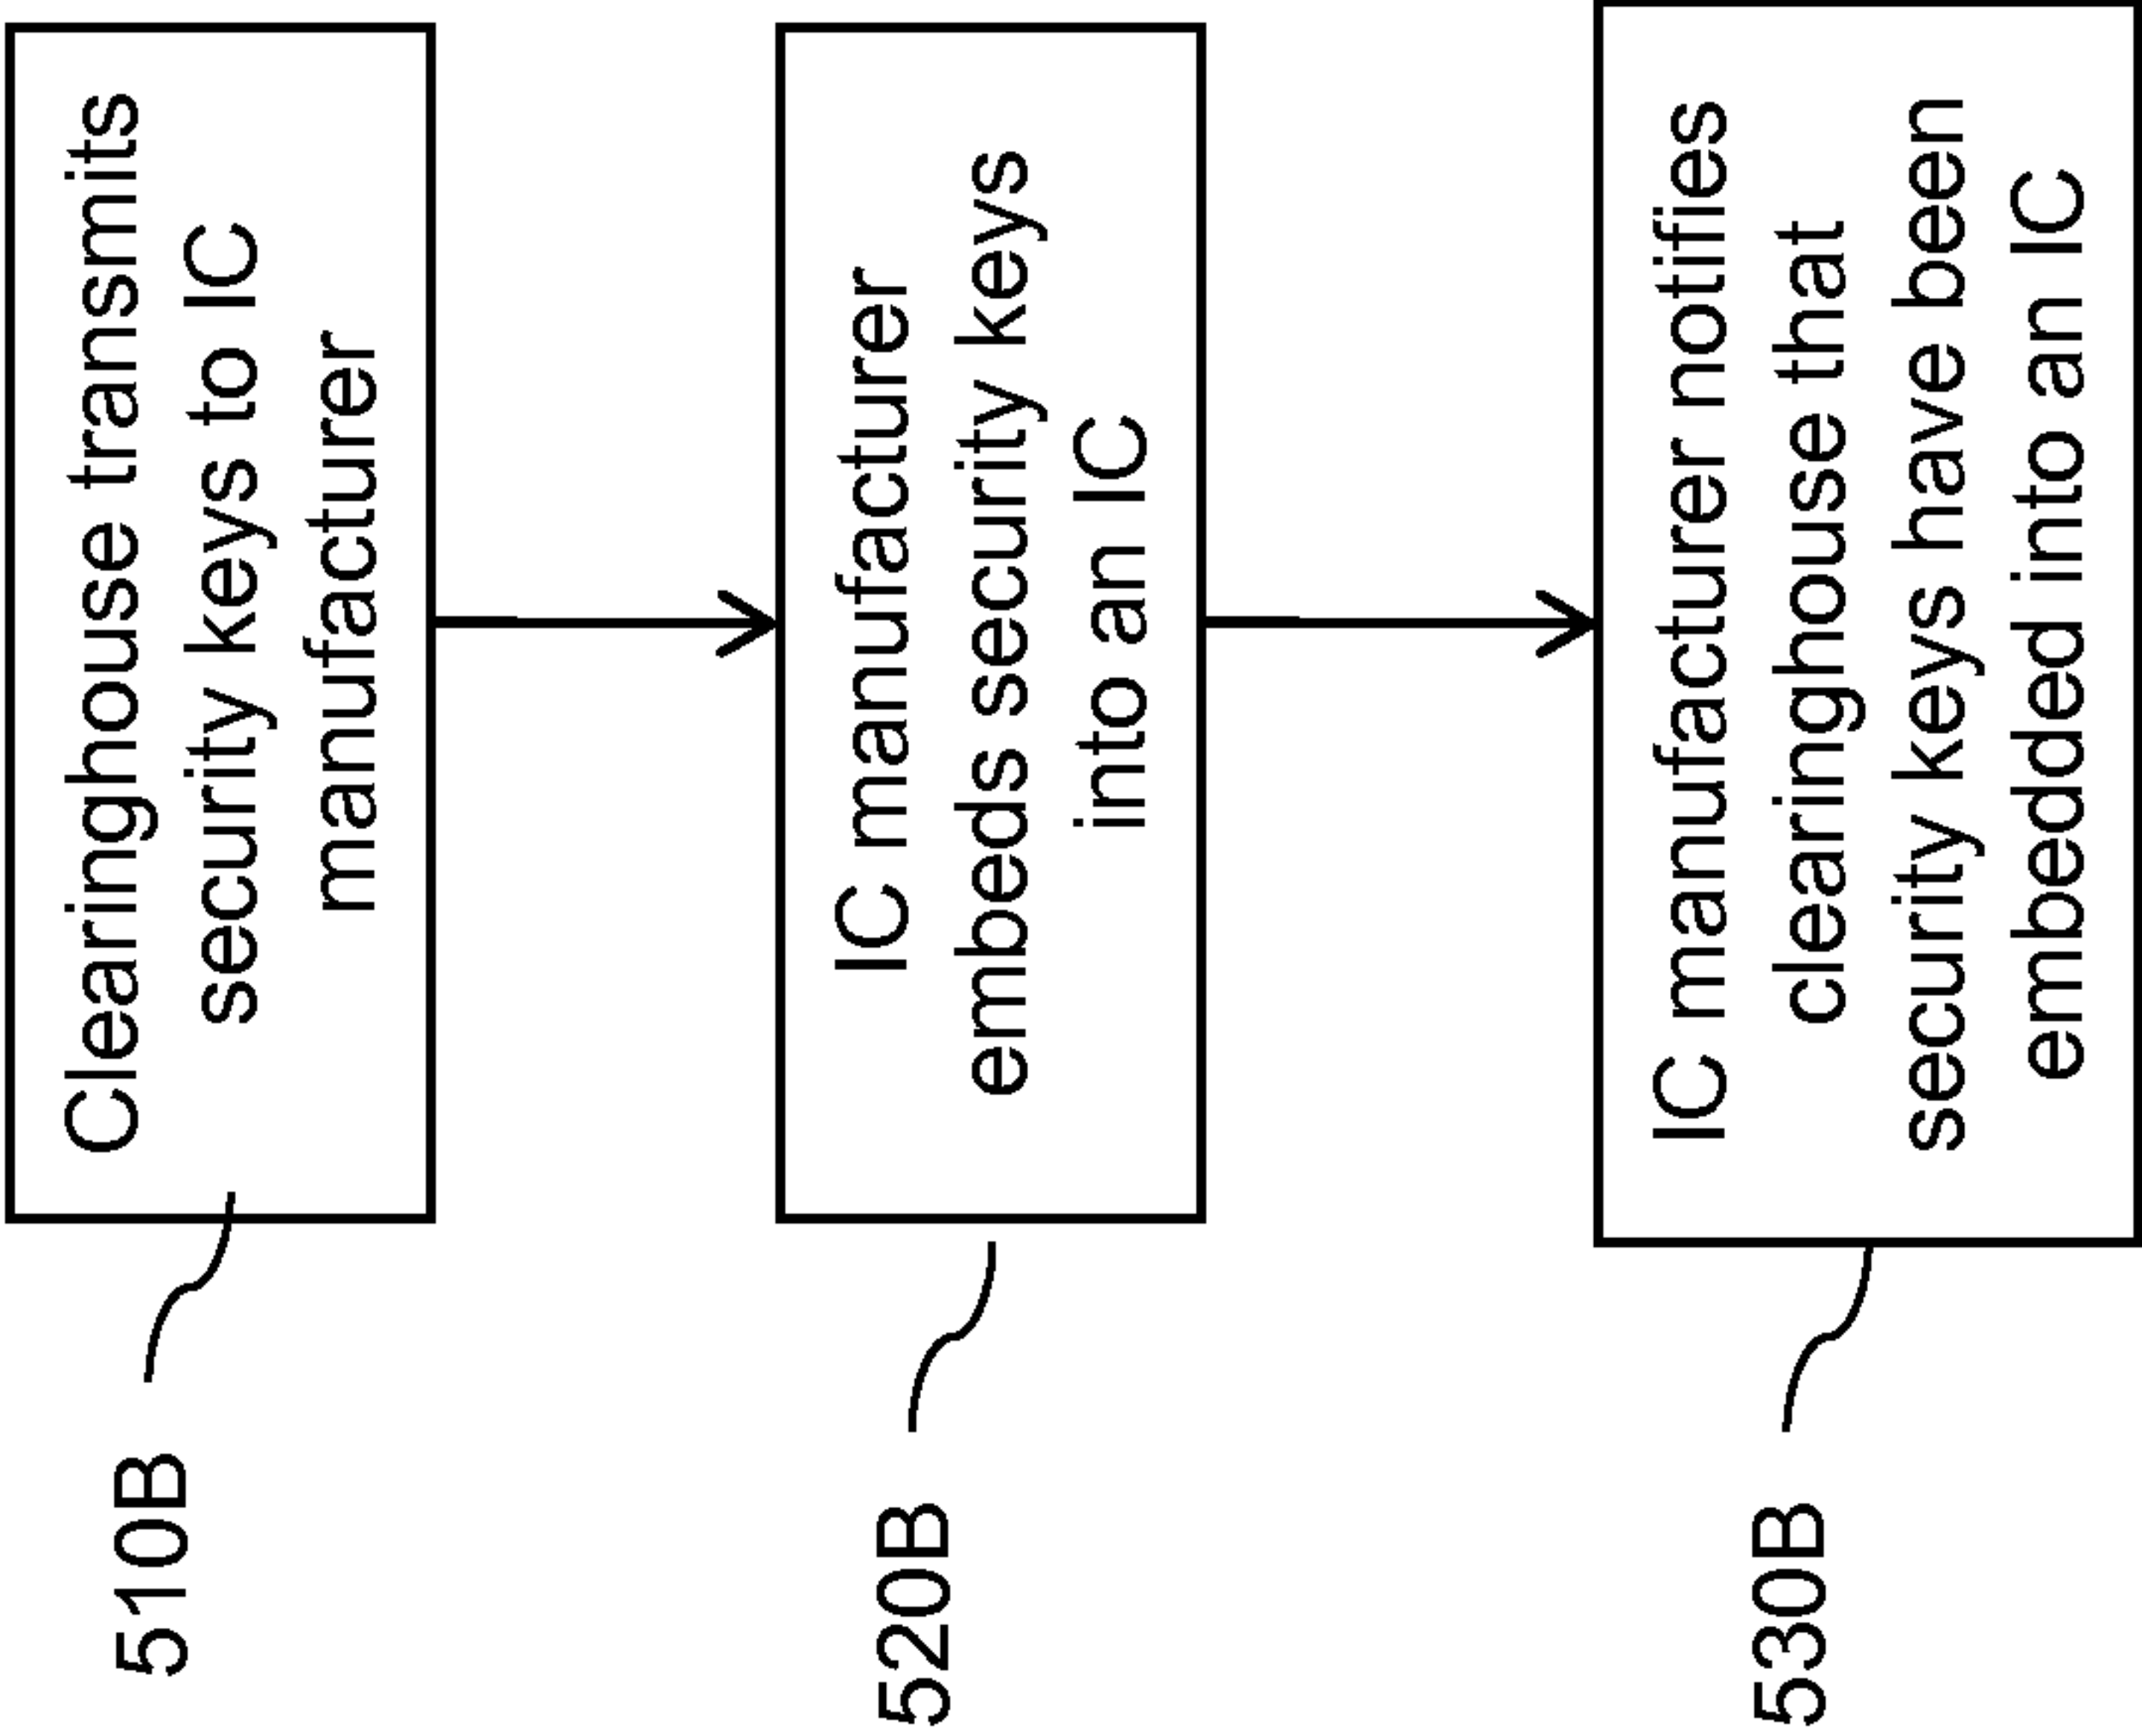 510B
Clearinghouse transmits
security keys to IC
manufacturer
520B
IC manufacturer
embeds security keys
into an IC
530B
IC manufacturer notifies
clearinghouse that
security keys have been
embedded into an IC